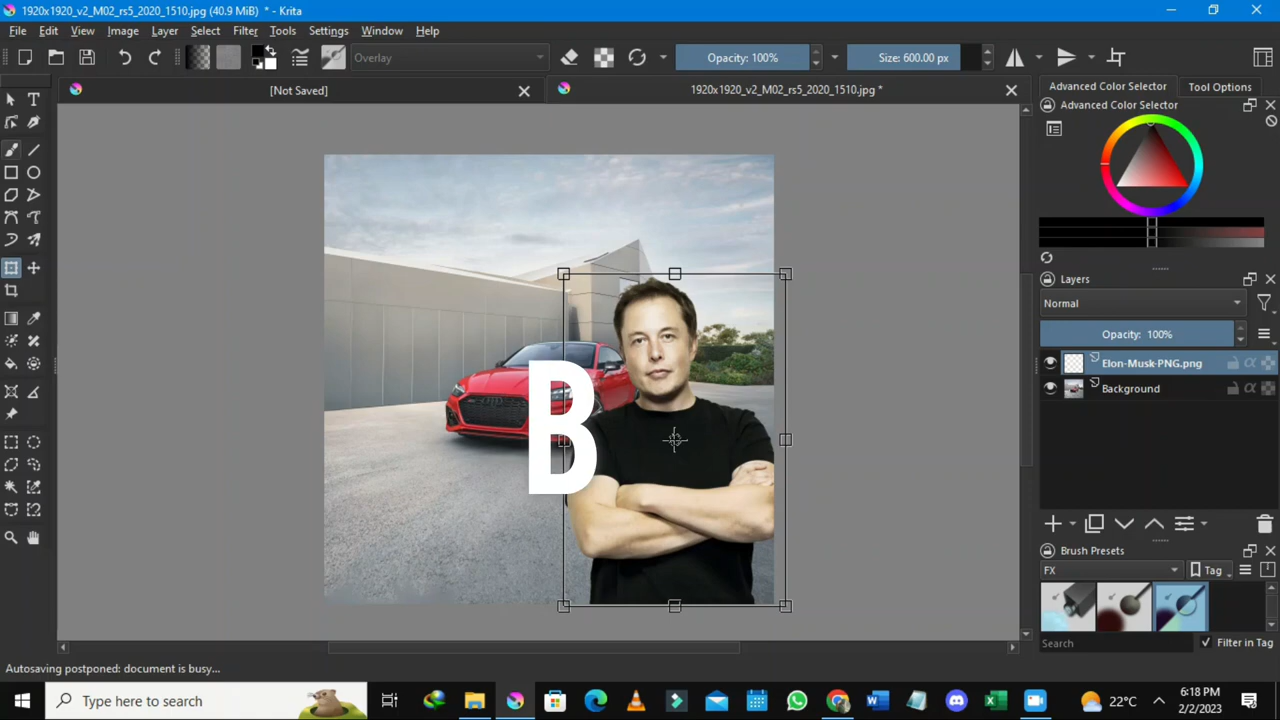 1920x1920_v2_M02_rs5_2020_1510.jpg (40.9 MiB) * - Krita
File Edit View Image Layer Select Filter Tools Settings Window Help
Overlay Opacity: 100% Size: 600.00 px
[Not Saved] 1920x1920_v2_M02_rs5_2020_1510.jpg *
Advanced Color Selector Tool Options
Advanced Color Selector
Layers
Normal
Opacity: 100%
Elon-Musk-PNG.png
Background
B
Brush Presets
FX Tag
Search Filter in Tag
Autosaving postponed: document is busy...
Type here to search 22°C 6:18 PM
2/2/2023